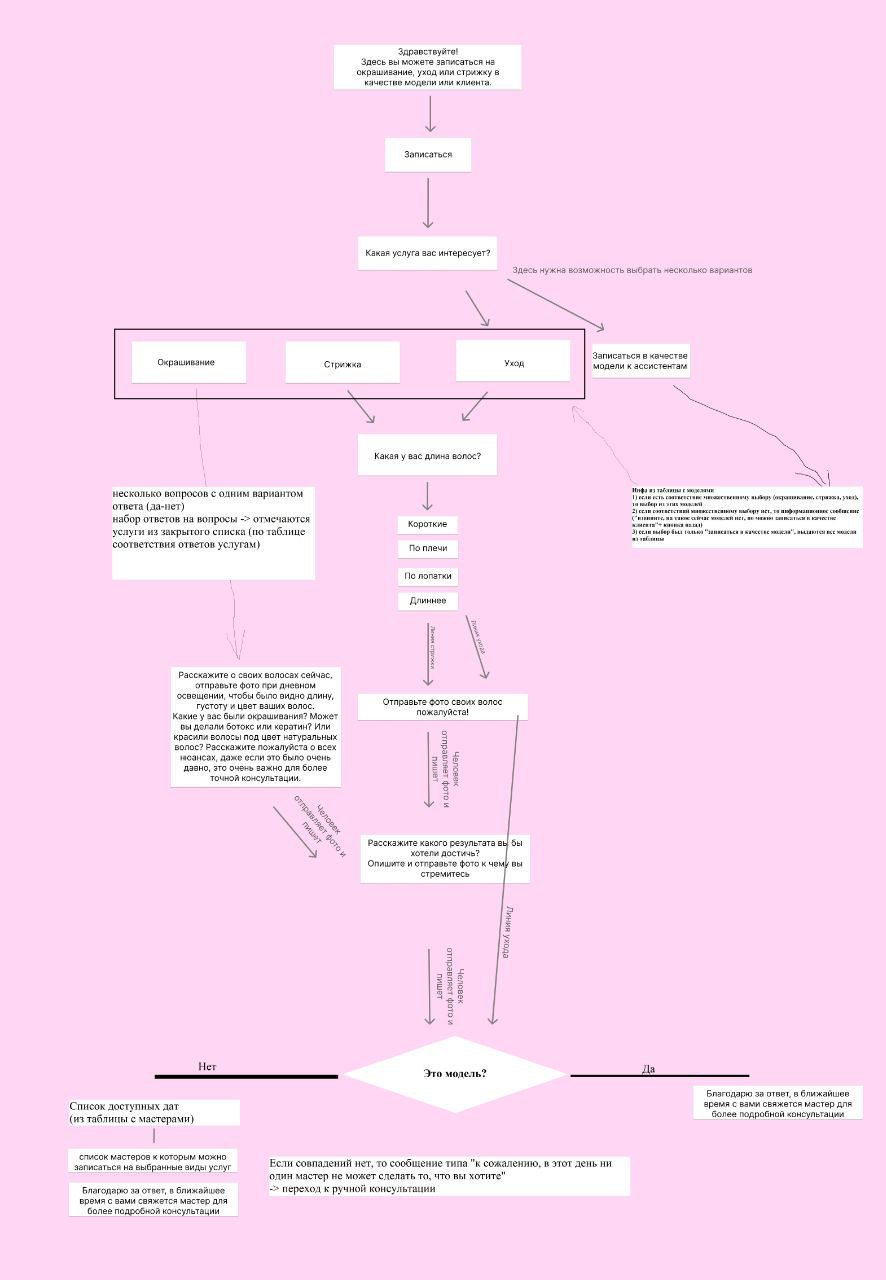 Здравствуйте!
Здесь вы можете записаться на
окрашивание, уход или стрижку в
качестве модели или клиента.
Записаться
Какая услуга вас интересует?
Здесь нужна возможность выбрать несколько вариантов
Окрашивание
Стрижка
Уход
Записаться в качестве
модели к ассистентам
Какая у вас длина волос?
несколько вопросов с одним вариантом
ответа (да-нет)
набор ответов на вопросы -> отмечаются
услуги из закрытого списка (по таблице
соответствия ответов услугам)
Инфа из таблицы с моделями
1) если есть соответствие множественному выбору (окрашивание, стрижка, уход),
то выбор из этих моделей
2) если соответствий множественному выбору нет, то информационное сообщение
("извините, на такое сейчас моделей нет, но можно записаться в качестве
клиента"+ кнопка назад)
3) если выбор был только "записаться в качестве модели", выдаются все модели
из таблицы
Короткие
По плечи
По лопатки
Длиннее
Линия стрижки
Линия ухода
Расскажите о своих волосах сейчас,
отправьте фото при дневном
освещении, чтобы было видно длину,
густоту и цвет ваших волос.
Какие у вас были окрашивания? Может
вы делали ботокс или кератин? Или
красили волосы под цвет натуральных
волос? Расскажите пожалуйста о всех
нюансах, даже если это было очень
давно, это очень важно для более
точной консультации.
Отправьте фото своих волос
пожалуйста!
Человек
отправляет фото и
пишет
Человек
отправляет фото и
пишет
Расскажите какого результата вы бы
хотели достичь?
Опишите и отправьте фото к чему вы
стремитесь
Линия ухода
Человек
отправляет фото и
пишет
Это модель?
Нет
Да
Список доступных дат
(из таблицы с мастерами)
Благодарю за ответ, в ближайшее
время с вами свяжется мастер для
более подробной консультации
список мастеров к которым можно
записаться на выбранные виды услуг
Если совпадений нет, то сообщение типа "к сожалению, в этот день ни
один мастер не может сделать то, что вы хотите"
-> переход к ручной консультации
Благодарю за ответ, в ближайшее
время с вами свяжется мастер для
более подробной консультации